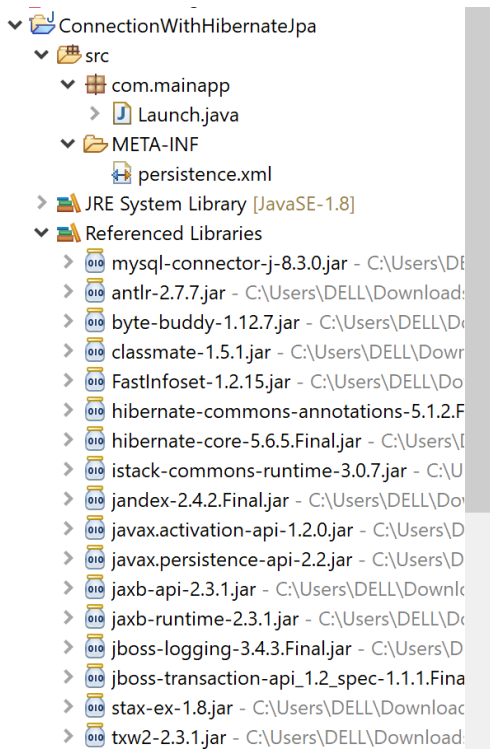 ConnectionWithHibernateJpa
src
com.mainapp
Launch.java
META-INF
persistence.xml
JRE System Library [JavaSE-1.8]
Referenced Libraries
mysql-connector-j-8.3.0.jar - C:\Users\DE
antlr-2.7.7.jar - C:\Users\DELL\Downloads
byte-buddy-1.12.7.jar - C:\Users\DELL\Do
classmate-1.5.1.jar - C:\Users\DELL\Down
FastInfoset-1.2.15.jar - C:\Users\DELL\Do
hibernate-commons-annotations-5.1.2.F
hibernate-core-5.6.5.Final.jar - C:\Users\
istack-commons-runtime-3.0.7.jar - C:\U
jandex-2.4.2.Final.jar - C:\Users\DELL\Do
javax.activation-api-1.2.0.jar - C:\Users\D
javax.persistence-api-2.2.jar - C:\Users\D
jaxb-api-2.3.1.jar - C:\Users\DELL\Downl
jaxb-runtime-2.3.1.jar - C:\Users\DELL\Do
jboss-logging-3.4.3.Final.jar - C:\Users\D
jboss-transaction-api_1.2_spec-1.1.1.Fina
stax-ex-1.8.jar - C:\Users\DELL\Downloac
txw2-2.3.1.jar - C:\Users\DELL\Download